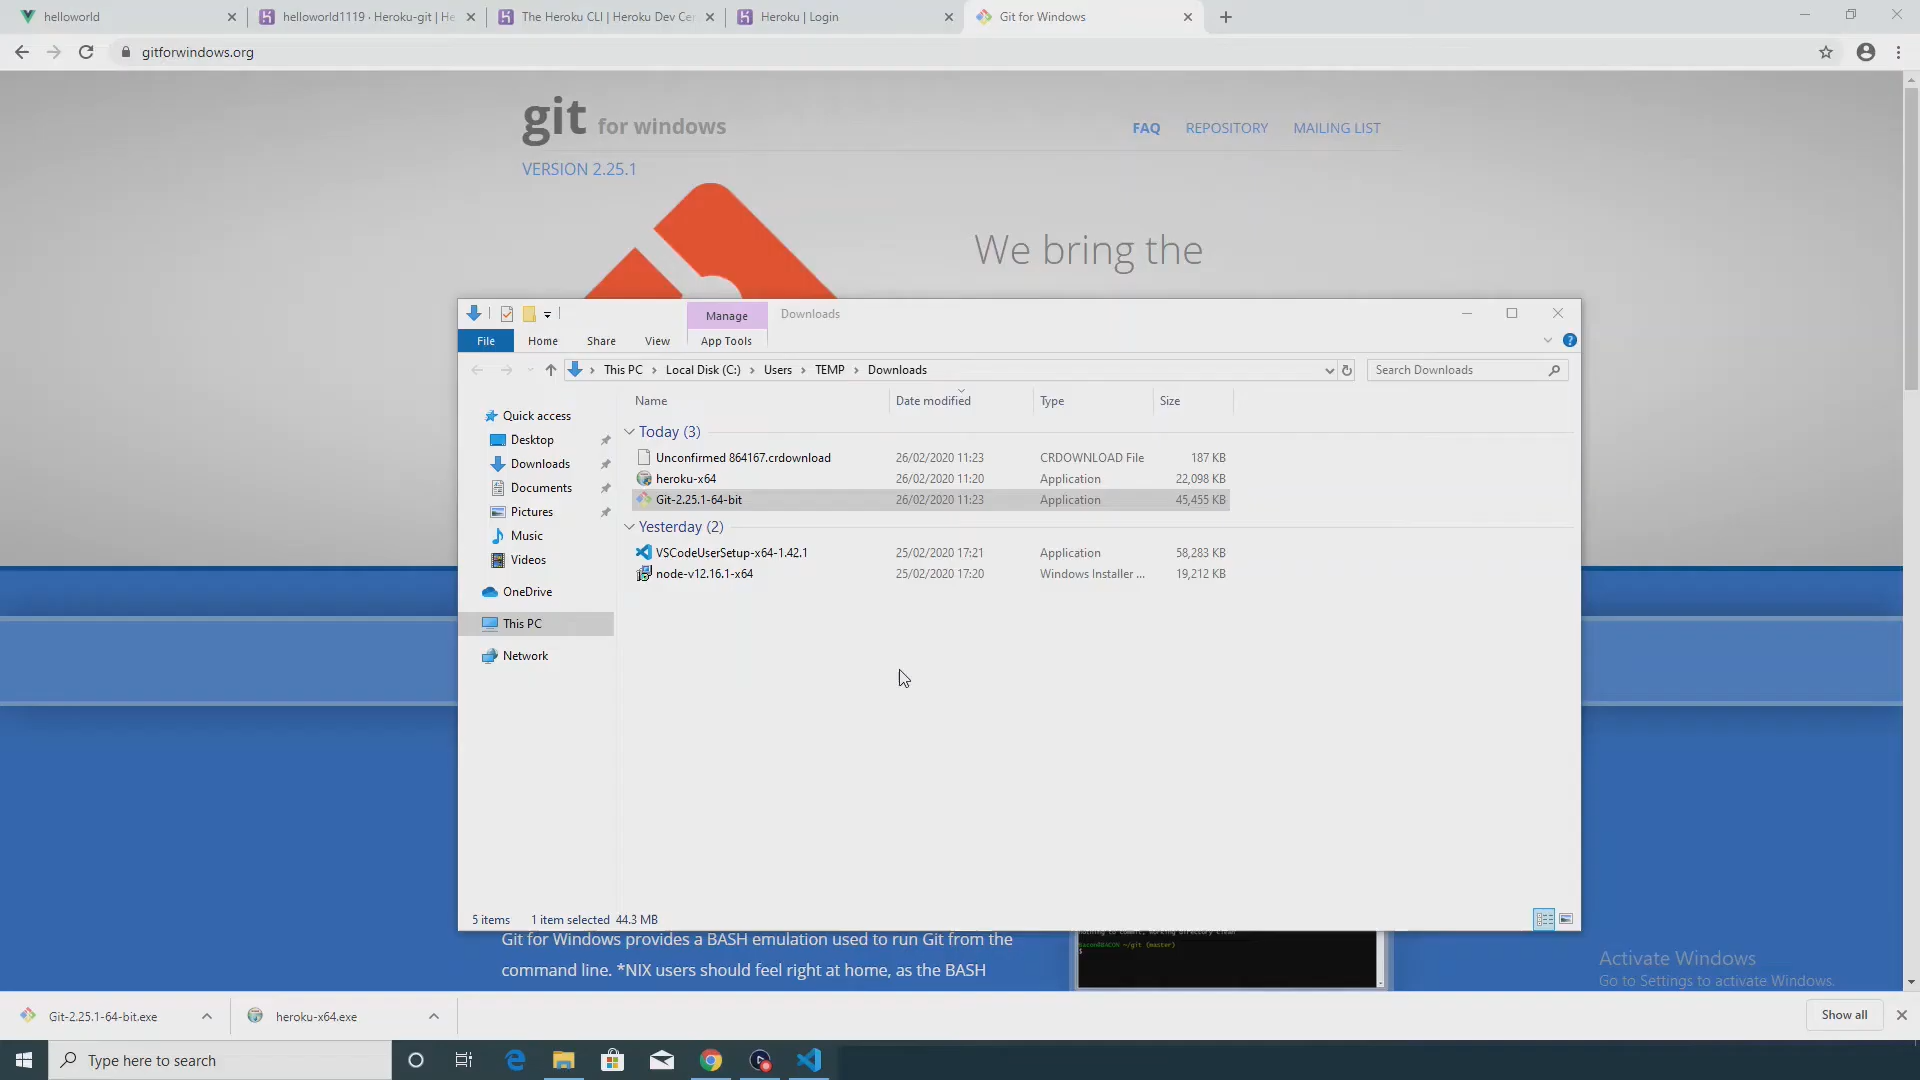 helloworld
helloworld1119 · Heroku-git | He
The Heroku CLI | Heroku Dev Cen
Heroku | Login
Git for Windows
gitforwindows.org
git for windows
FAQ
REPOSITORY
MAILING LIST
VERSION 2.25.1
We bring the
Manage
Downloads
File
Home
Share
View
App Tools
This PC
Local Disk (C:)
Users
TEMP
Downloads
Search Downloads
Name
Date modified
Type
Size
Quick access
Desktop
Downloads
Documents
Pictures
Music
Videos
OneDrive
This PC
Network
Today (3)
Unconfirmed 864167.crdownload 26/02/2020 11:23 CRDOWNLOAD File 187 KB
heroku-x64 26/02/2020 11:20 Application 22,098 KB
Git-2.25.1-64-bit 26/02/2020 11:23 Application 45,455 KB
Yesterday (2)
VSCodeUserSetup-x64-1.42.1 25/02/2020 17:21 Application 58,283 KB
node-v12.16.1-x64 25/02/2020 17:20 Windows Installer ... 19,212 KB
5 items
1 item selected 44.3 MB
Git for Windows provides a BASH emulation used to run Git from the
command line. *NIX users should feel right at home, as the BASH
nothing to commit, working directory clean
~/git (master)
$
Activate Windows
Go to Settings to activate Windows.
Git-2.25.1-64-bit.exe
heroku-x64.exe
Show all
Type here to search